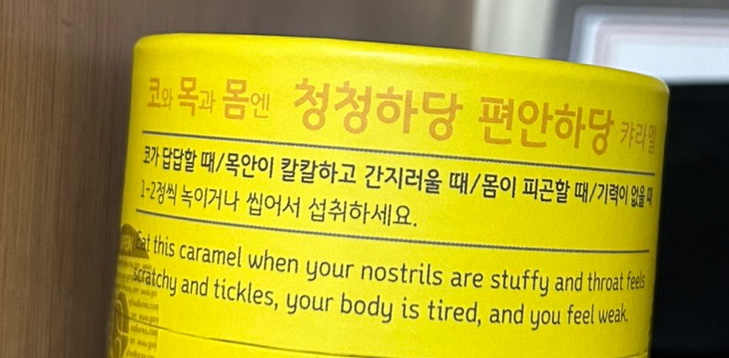 코와 목과 몸엔 청청하당 편안하당 캬라멜
코가 답답할 때/목안이 칼칼하고 간지러울 때/몸이 피곤할 때/기력이 없을 때
1-2정씩 녹이거나 씹어서 섭취하세요.
Eat this caramel when your nostrils are stuffy and throat feels
scratchy and tickles, your body is tired, and you feel weak.